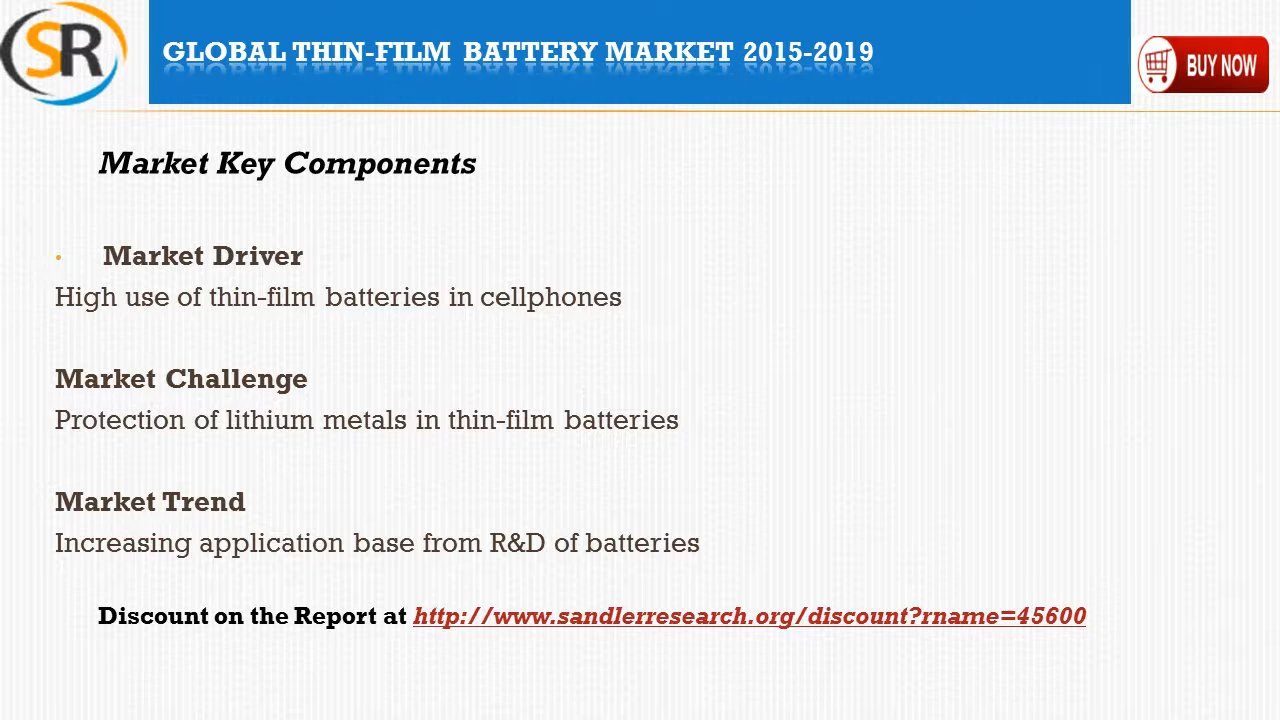 SR
GLOBAL THIN-FILM BATTERY MARKET 2015-2019
BUY NOW
Market Key Components
• Market Driver
High use of thin-film batteries in cellphones
Market Challenge
Protection of lithium metals in thin-film batteries
Market Trend
Increasing application base from R&D of batteries
Discount on the Report at http://www.sandlerresearch.org/discount?rname=45600